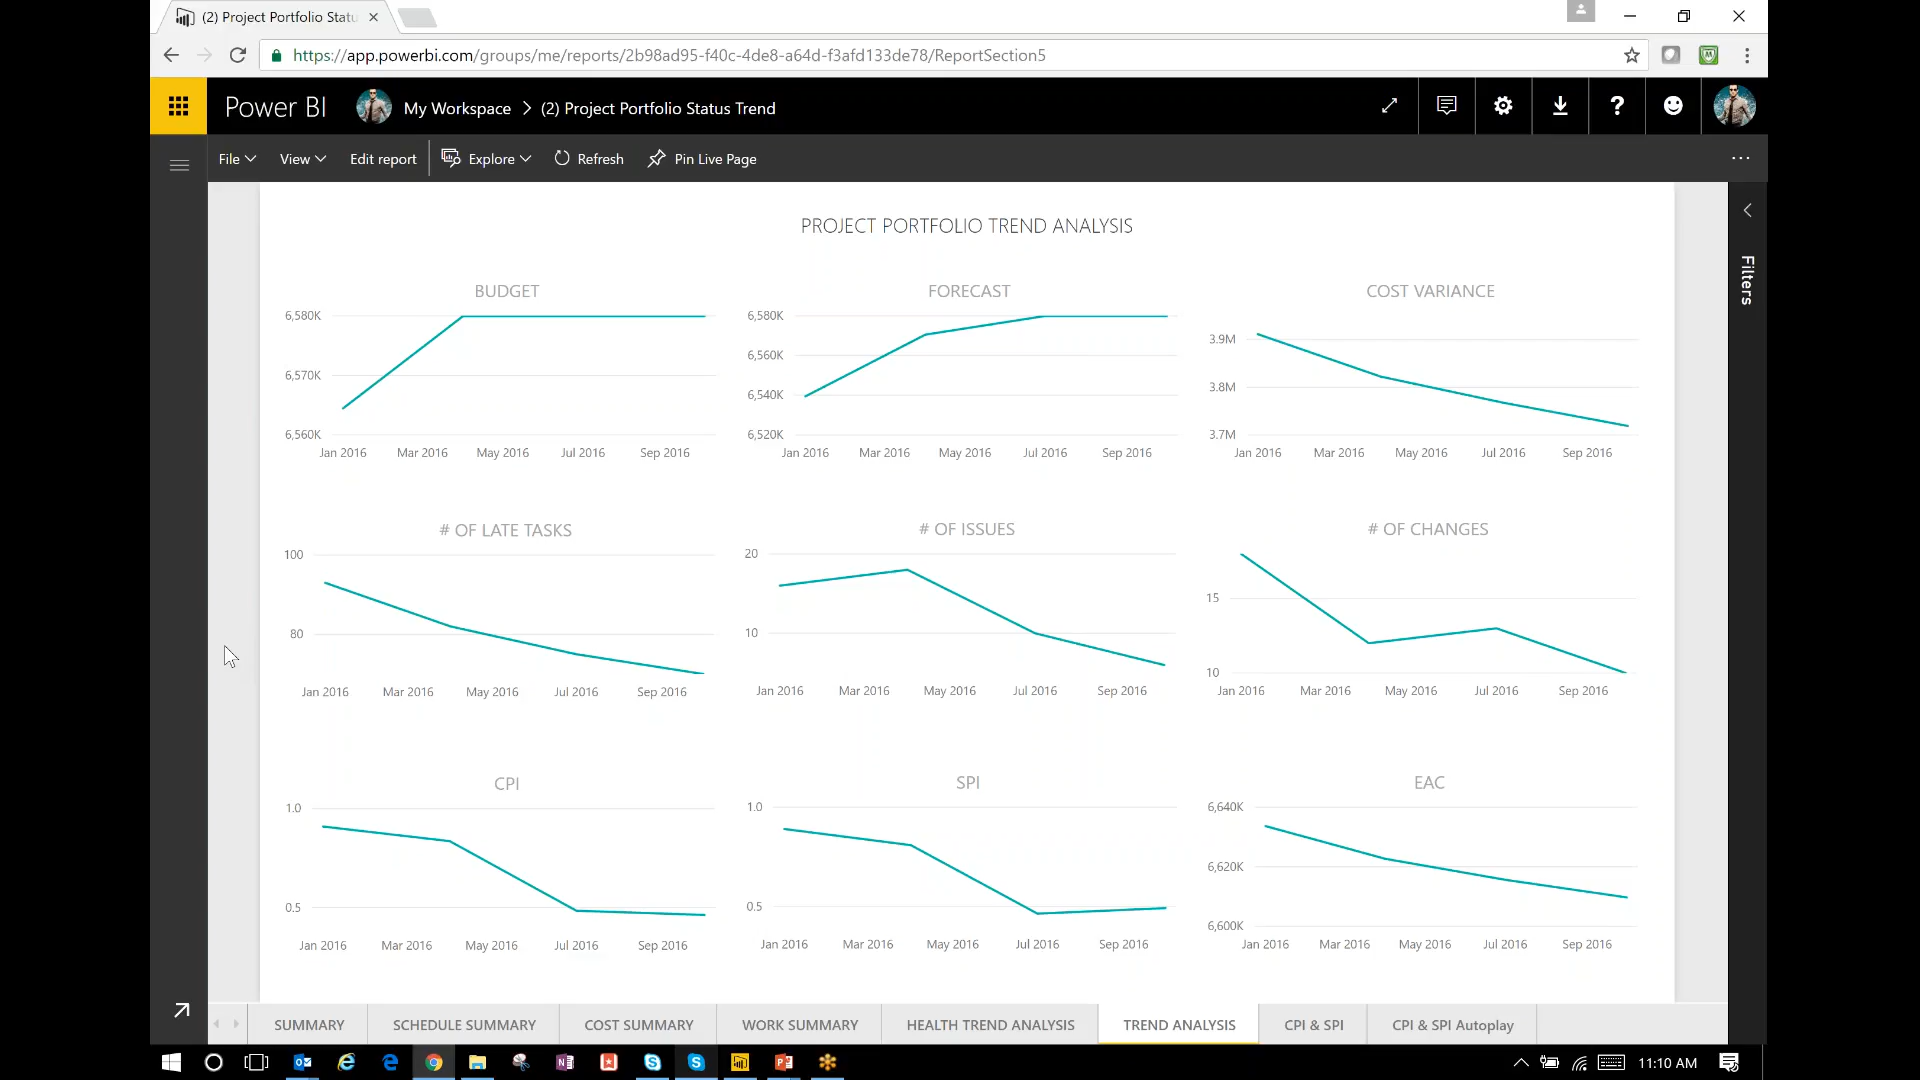 (2) Project Portfolio Statu
https://app.powerbi.com/groups/me/reports/2b98ad95-f40c-4de8-a64d-f3afd133de78/ReportSection5
Power BI My Workspace > (2) Project Portfolio Status Trend
File View Edit report Explore Refresh Pin Live Page ...
PROJECT PORTFOLIO TREND ANALYSIS
Filters
BUDGET
6,580K
6,570K
6,560K
Jan 2016 Mar 2016 May 2016 Jul 2016 Sep 2016
FORECAST
6,580K
6,560K
6,540K
6,520K
Jan 2016 Mar 2016 May 2016 Jul 2016 Sep 2016
COST VARIANCE
3.9M
3.8M
3.7M
Jan 2016 Mar 2016 May 2016 Jul 2016 Sep 2016
# OF LATE TASKS
100
80
Jan 2016 Mar 2016 May 2016 Jul 2016 Sep 2016
# OF ISSUES
20
10
Jan 2016 Mar 2016 May 2016 Jul 2016 Sep 2016
# OF CHANGES
15
10
Jan 2016 Mar 2016 May 2016 Jul 2016 Sep 2016
CPI
1.0
0.5
Jan 2016 Mar 2016 May 2016 Jul 2016 Sep 2016
SPI
1.0
0.5
Jan 2016 Mar 2016 May 2016 Jul 2016 Sep 2016
EAC
6,640K
6,620K
6,600K
Jan 2016 Mar 2016 May 2016 Jul 2016 Sep 2016
SUMMARY SCHEDULE SUMMARY COST SUMMARY WORK SUMMARY HEALTH TREND ANALYSIS TREND ANALYSIS CPI & SPI CPI & SPI Autoplay
11:10 AM